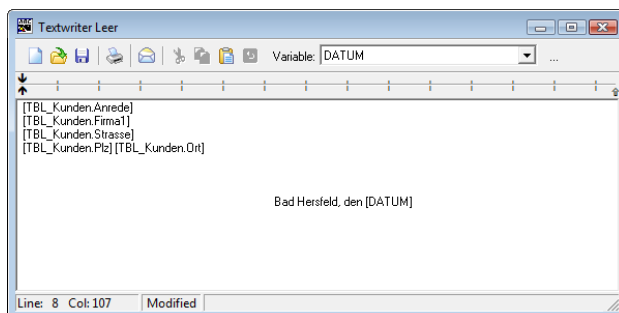 Textwriter Leer
Variable: DATUM ...
[TBL_Kunden.Anrede]
[TBL_Kunden.Firma1]
[TBL_Kunden.Strasse]
[TBL_Kunden.Plz] [TBL_Kunden.Ort]
Bad Hersfeld, den [DATUM]
Line: 8 Col: 107 Modified